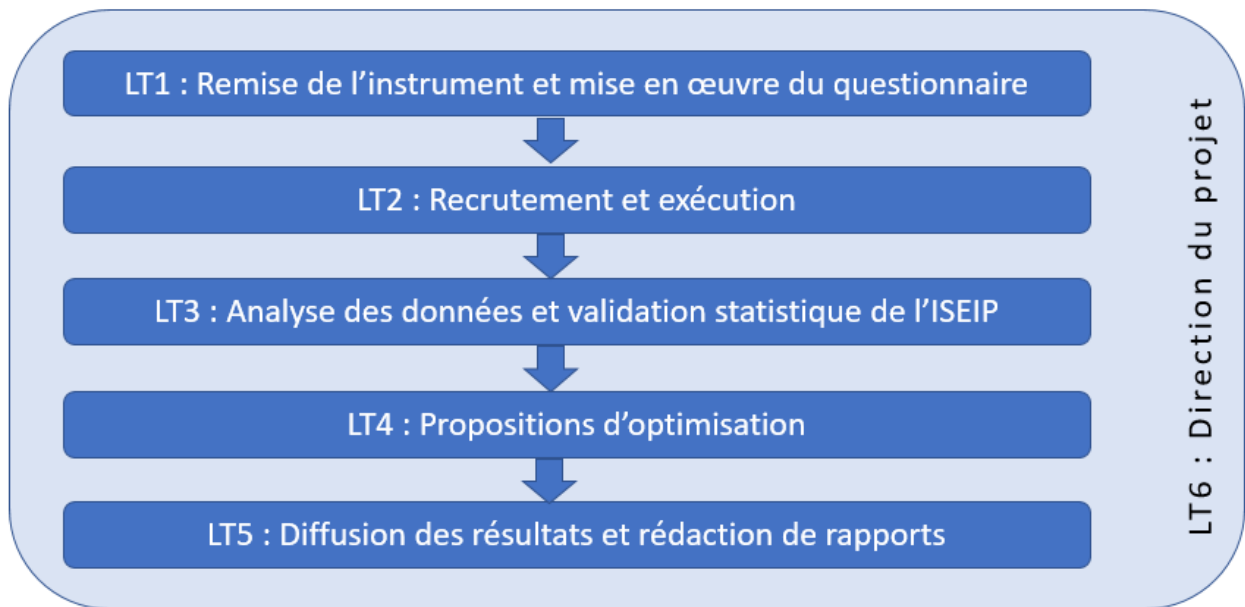 LT1 : Remise de l’instrument et mise en œuvre du questionnaire
LT2 : Recrutement et exécution
LT3 : Analyse des données et validation statistique de l’ISEIP
LT4 : Propositions d’optimisation
LT5 : Diffusion des résultats et rédaction de rapports
LT6 : Direction du projet